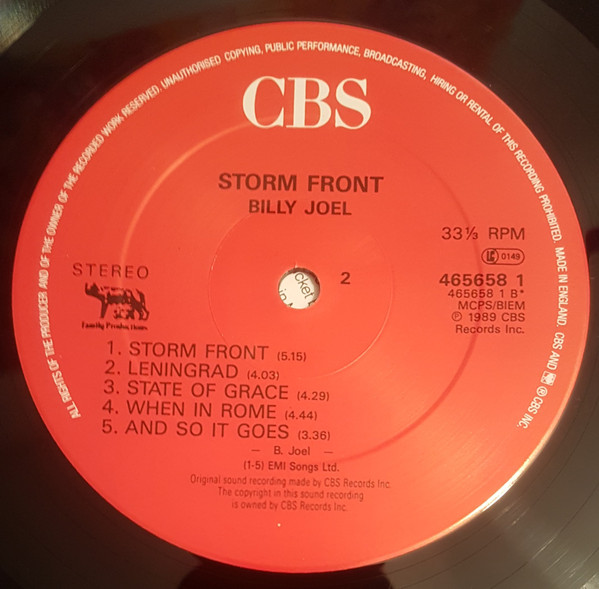 ALL RIGHTS OF THE PRODUCER AND OF THE OWNER OF THE RECORDED WORK RESERVED. UNAUTHORISED COPYING, PUBLIC PERFORMANCE, BROADCASTING, HIRING OR RENTAL OF THIS RECORDING PROHIBITED. MADE IN ENGLAND. CBS AND ® CBS INC.
CBS
STORM FRONT
BILLY JOEL
33⅓ RPM
LC 0149
STEREO
2
465658 1
465658 1 B*
MCPS/BIEM
℗ 1989 CBS
Records Inc.
Family Productions
cket
in
1. STORM FRONT (5.15)
2. LENINGRAD (4.03)
3. STATE OF GRACE (4.29)
4. WHEN IN ROME (4.44)
5. AND SO IT GOES (3.36)
— B. Joel —
(1-5) EMI Songs Ltd.
Original sound recording made by CBS Records Inc.
The copyright in this sound recording
is owned by CBS Records Inc.